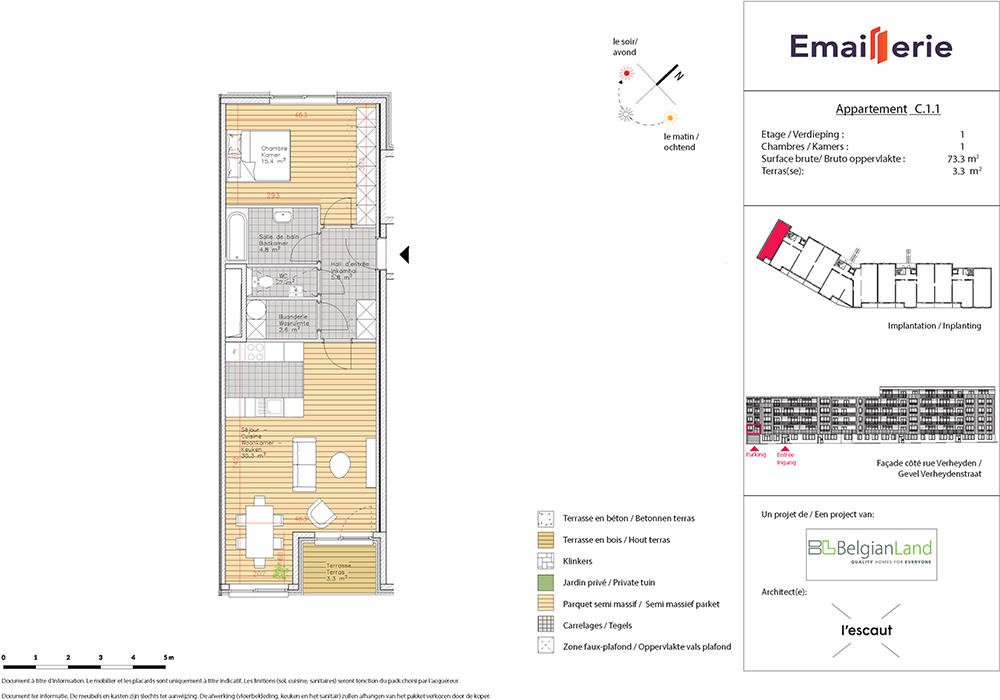 463
Chambre
Kamer
15.4 m²
293
Salle de bain
Badkamer
4.8 m²
Hall d'entrée
Inkomhal
5.8 m²
WC
Buanderie
Wasruimte
2.6 m²
F
Séjour -
Cuisine
Woonkamer -
Keuken
30.3 m²
463
207
Terrasse
Terras
3.3 m²
le soir/
avond
N
le matin /
ochtend
Terrasse en béton / Betonnen terras
Terrasse en bois / Hout terras
Klinkers
Jardin privé / Private tuin
Parquet semi massif / Semi massief parket
Carrelages / Tegels
Zone faux-plafond / Oppervlakte vals plafond
0 1 2 3 4 5 m
Document à titre d'information. Le mobilier et les placards sont uniquement à titre indicatif. Les finitions (sol, cuisine, sanitaires) seront fonction du pack choisi par l'acquéreur.
Document ter informatie. De meubels en kasten zijn slechts ter aanwijzing. De afwerking (vloerbekleding, keuken en het sanitair) zullen afhangen van het pakket verkozen door de koper.
Emaillerie
Appartement C.1.1
Etage / Verdieping : 1
Chambres / Kamers : 1
Surface brute/ Bruto oppervlakte : 73.3 m²
Terras(se): 3.3 m²
Implantation / Inplanting
Parking
Entrée
Ingang
Façade côté rue Verheyden /
Gevel Verheydenstraat
Un projet de / Een project van:
BelgianLand
QUALITY HOMES FOR EVERYONE
Architect(e):
l'escaut